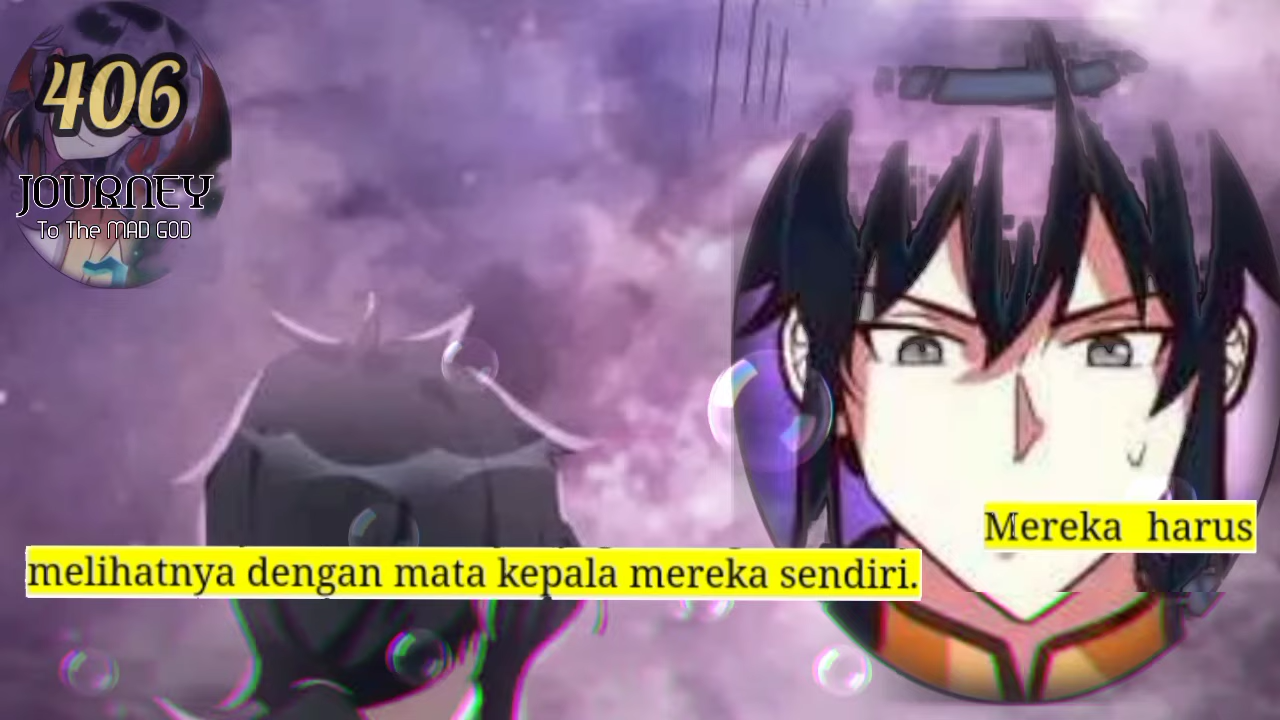 406
JOURNEY
To The MAD GOD
Mereka harus
melihatnya dengan mata kepala mereka sendiri.